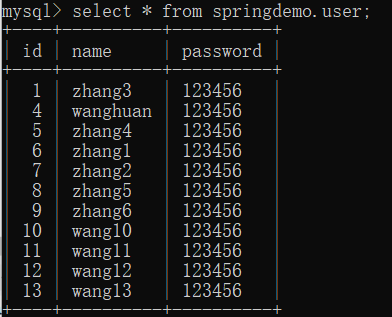 mysql> select * from springdemo.user;
+----+----------+----------+
| id | name     | password |
+----+----------+----------+
|  1 | zhang3   | 123456   |
|  4 | wanghuan | 123456   |
|  5 | zhang4   | 123456   |
|  6 | zhang1   | 123456   |
|  7 | zhang2   | 123456   |
|  8 | zhang5   | 123456   |
|  9 | zhang6   | 123456   |
| 10 | wang10   | 123456   |
| 11 | wang11   | 123456   |
| 12 | wang12   | 123456   |
| 13 | wang13   | 123456   |
+----+----------+----------+